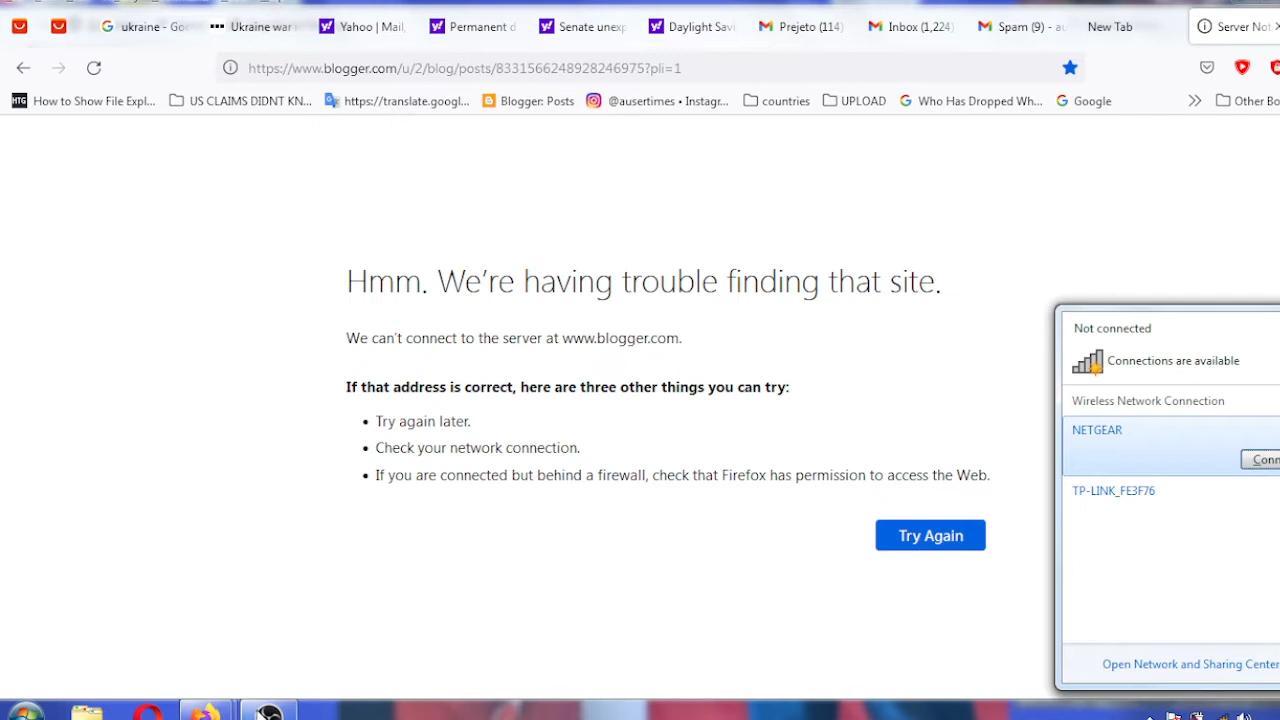 ukraine - Goo
Ukraine war
Yahoo | Mail,
Permanent d
Senate unexp
Daylight Savi
Prejeto (114)
Inbox (1,224)
Spam (9) - au
New Tab
Server Not
https://www.blogger.com/u/2/blog/posts/8331566248928246975?pli=1
HTG How to Show File Expl...
US CLAIMS DIDNT KN...
https://translate.googl...
Blogger: Posts
@ausertimes • Instagr...
countries
UPLOAD
Who Has Dropped Wh...
Google
Other Bo
Hmm. We're having trouble finding that site.
We can't connect to the server at www.blogger.com.
If that address is correct, here are three other things you can try:
• Try again later.
• Check your network connection.
• If you are connected but behind a firewall, check that Firefox has permission to access the Web.
Try Again
Not connected
Connections are available
Wireless Network Connection
NETGEAR
Conn
TP-LINK_FE3F76
Open Network and Sharing Center